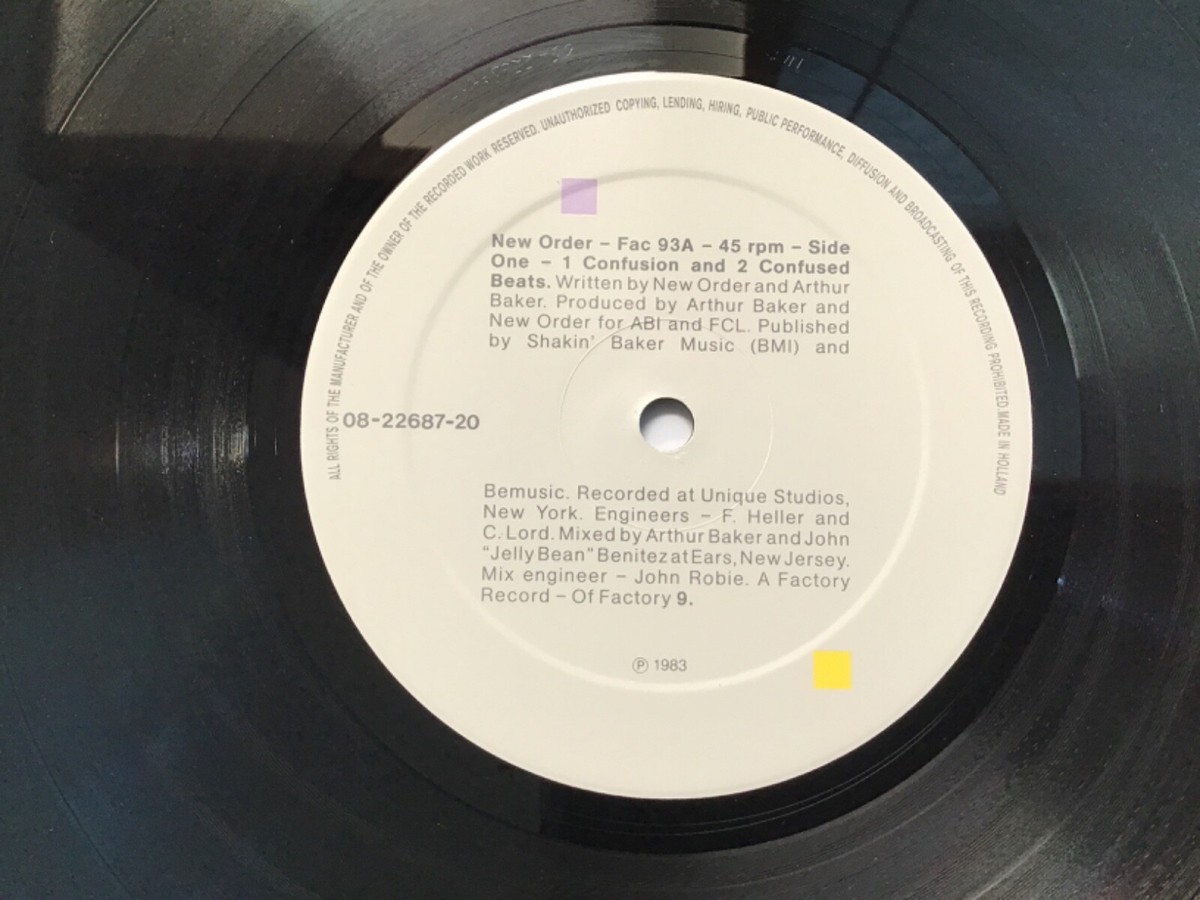 ALL RIGHTS OF THE MANUFACTURER AND OF THE OWNER OF THE RECORDED WORK RESERVED. UNAUTHORIZED COPYING, LENDING, HIRING, PUBLIC PERFORMANCE, DIFFUSION AND BROADCASTING OF THIS RECORDING PROHIBITED. MADE IN HOLLAND
New Order – Fac 93A – 45 rpm – Side
One – 1 Confusion and 2 Confused
Beats. Written by New Order and Arthur
Baker. Produced by Arthur Baker and
New Order for ABI and FCL. Published
by Shakin' Baker Music (BMI) and
08-22687-20
Bemusic. Recorded at Unique Studios,
New York. Engineers – F. Heller and
C. Lord. Mixed by Arthur Baker and John
"Jelly Bean" Benitez at Ears, New Jersey.
Mix engineer – John Robie. A Factory
Record – Of Factory 9.
℗ 1983